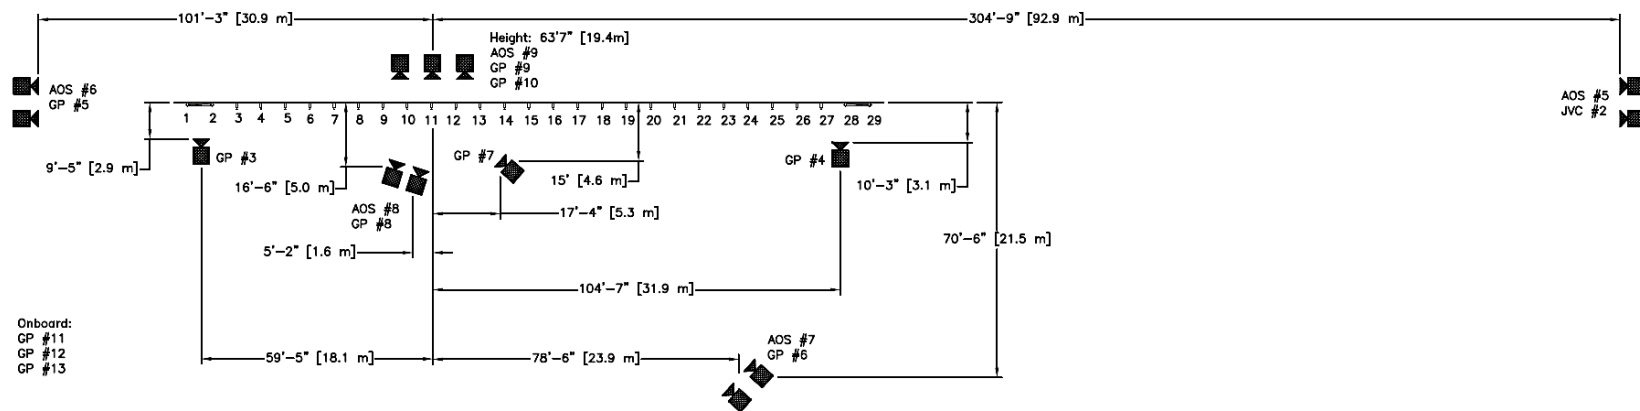 101'-3" [30.9 m]
304'-9" [92.9 m]
Height: 63'7" [19.4m]
AOS #9
GP #9
GP #10
AOS #6
GP #5
AOS #5
JVC #2
1 2 3 4 5 6 7 8 9 10 11 12 13 14 15 16 17 18 19 20 21 22 23 24 25 26 27 28 29
GP #3
GP #7
GP #4
9'-5" [2.9 m]
16'-6" [5.0 m]
15' [4.6 m]
10'-3" [3.1 m]
AOS #8
GP #8
17'-4" [5.3 m]
5'-2" [1.6 m]
70'-6" [21.5 m]
104'-7" [31.9 m]
Onboard:
GP #11
GP #12
GP #13
59'-5" [18.1 m]
78'-6" [23.9 m]
AOS #7
GP #6